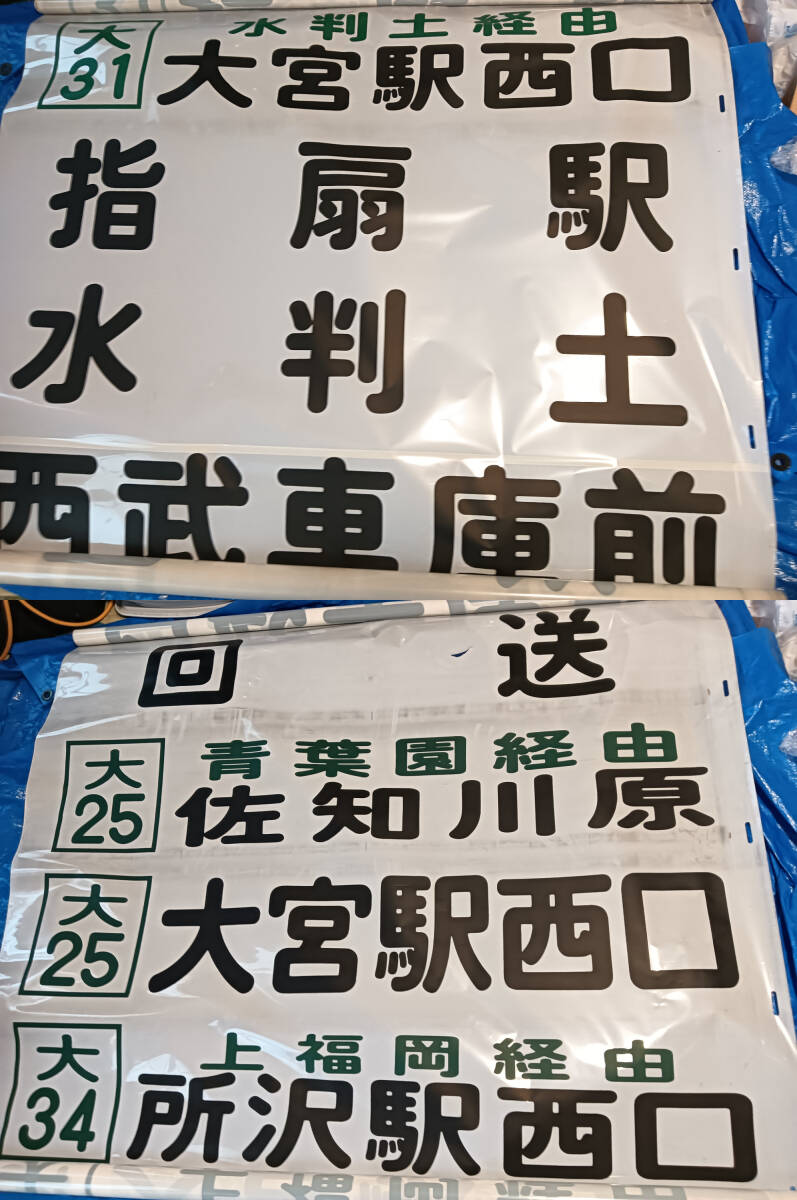 水判土経由
大31 大宮駅西口
指扇駅
水判土
西武車庫前
回送
青葉園経由
大25 佐知川原
大25 大宮駅西口
上福岡経由
大34 所沢駅西口